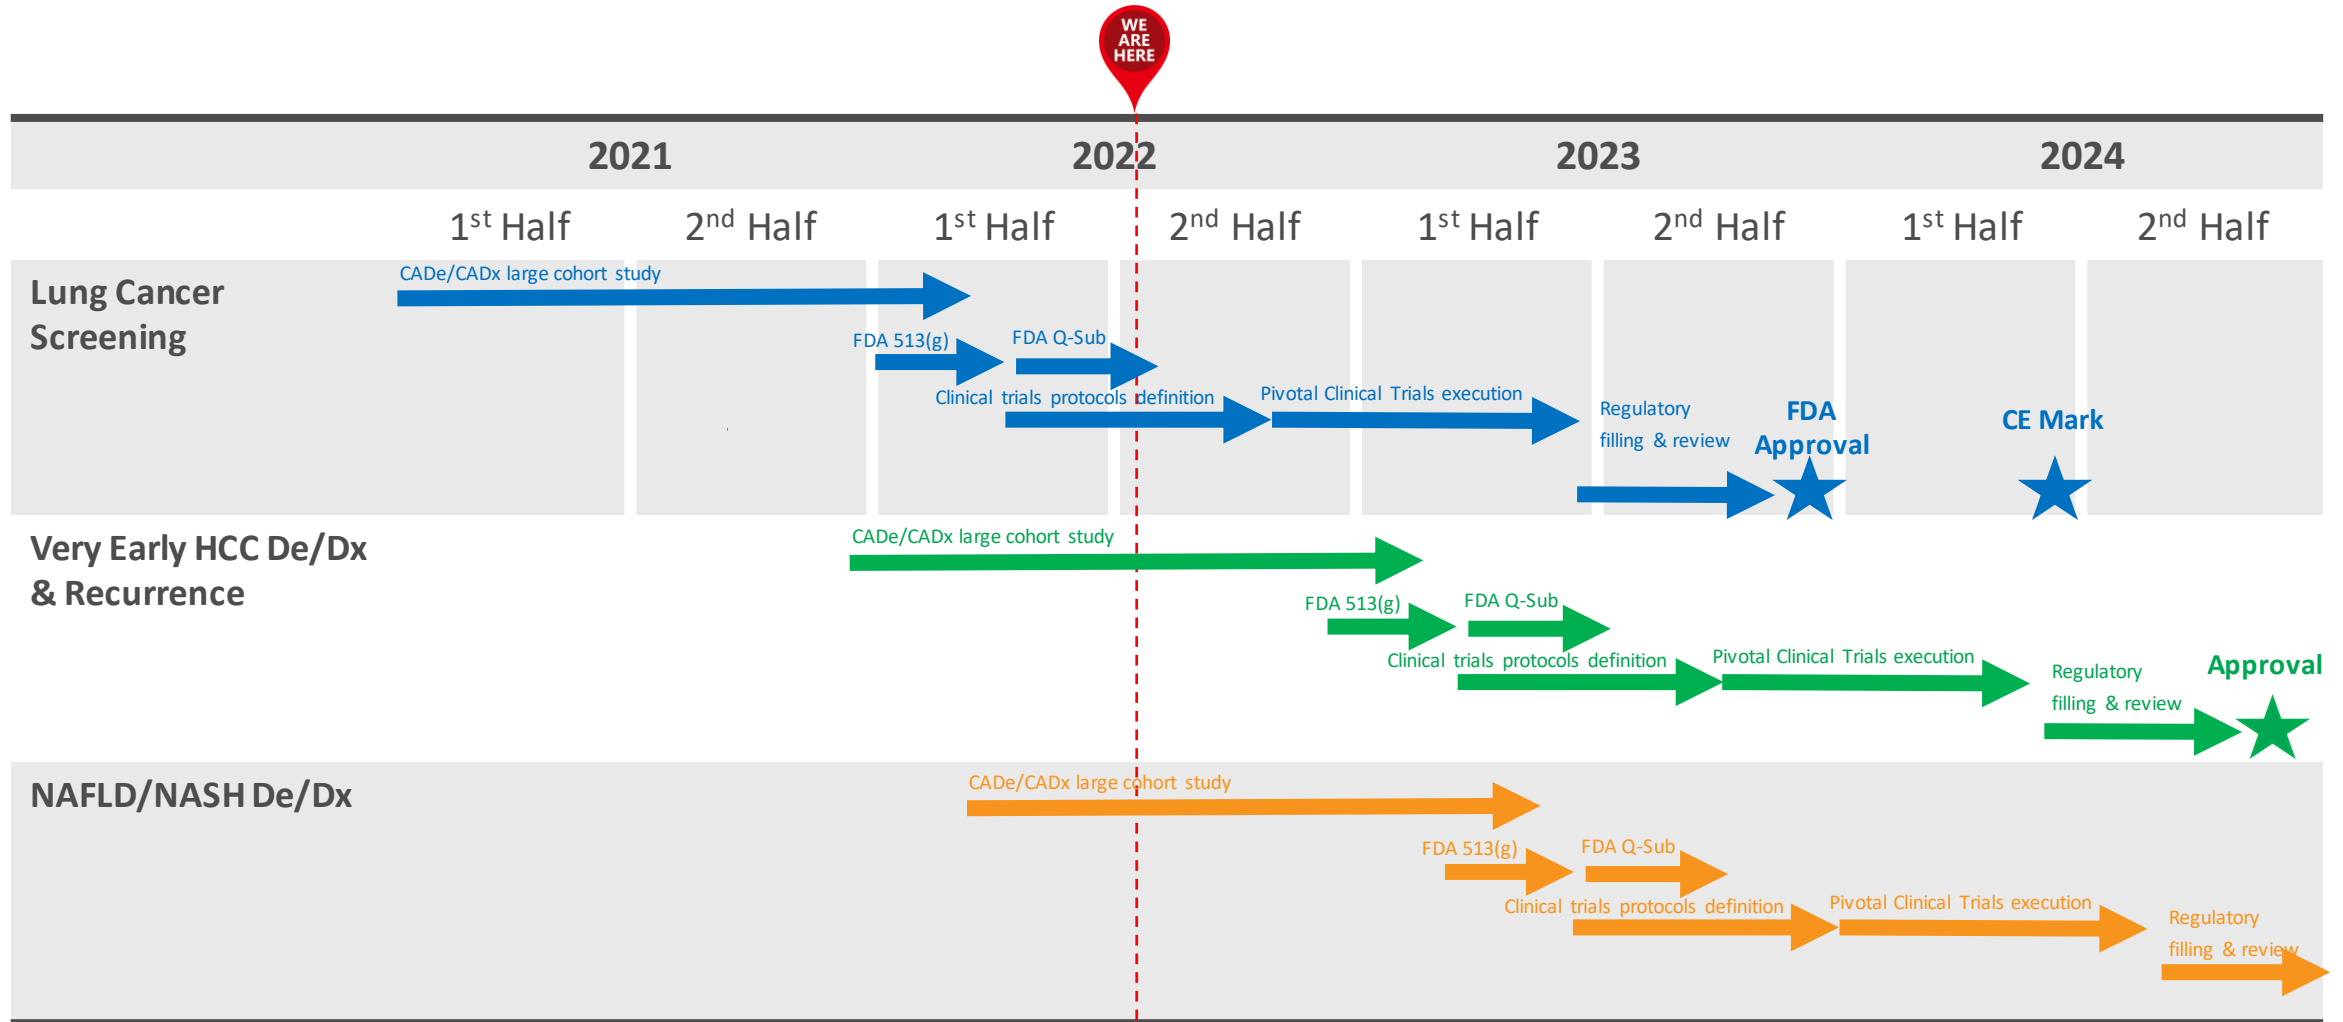 WE
ARE
HERE
2021 2022 2023 2024
1st Half 2nd Half 1st Half 2nd Half 1st Half 2nd Half 1st Half 2nd Half
Lung Cancer
Screening
CADe/CADx large cohort study
FDA 513(g)
FDA Q-Sub
Clinical trials protocols definition
Pivotal Clinical Trials execution
Regulatory
filling & review
FDA
Approval
CE Mark
Very Early HCC De/Dx
& Recurrence
CADe/CADx large cohort study
FDA 513(g)
FDA Q-Sub
Clinical trials protocols definition
Pivotal Clinical Trials execution
Regulatory
filling & review
Approval
NAFLD/NASH De/Dx
CADe/CADx large cohort study
FDA 513(g)
FDA Q-Sub
Clinical trials protocols definition
Pivotal Clinical Trials execution
Regulatory
filling & review